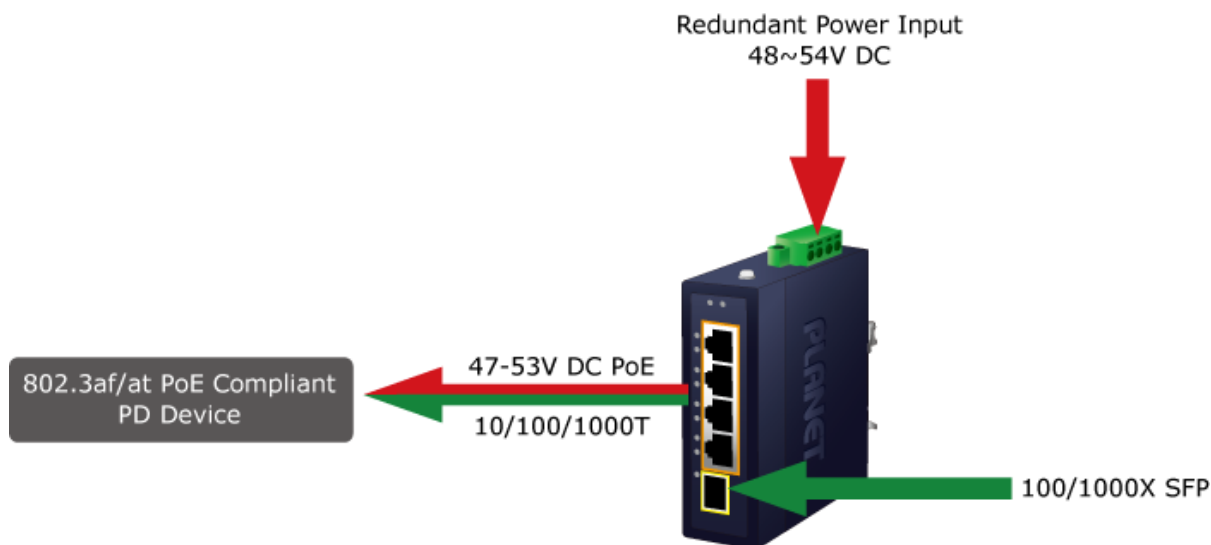 Redundant Power Input
48~54V DC
47-53V DC PoE
802.3af/at PoE Compliant
PD Device
10/100/1000T
PLANET
100/1000X SFP